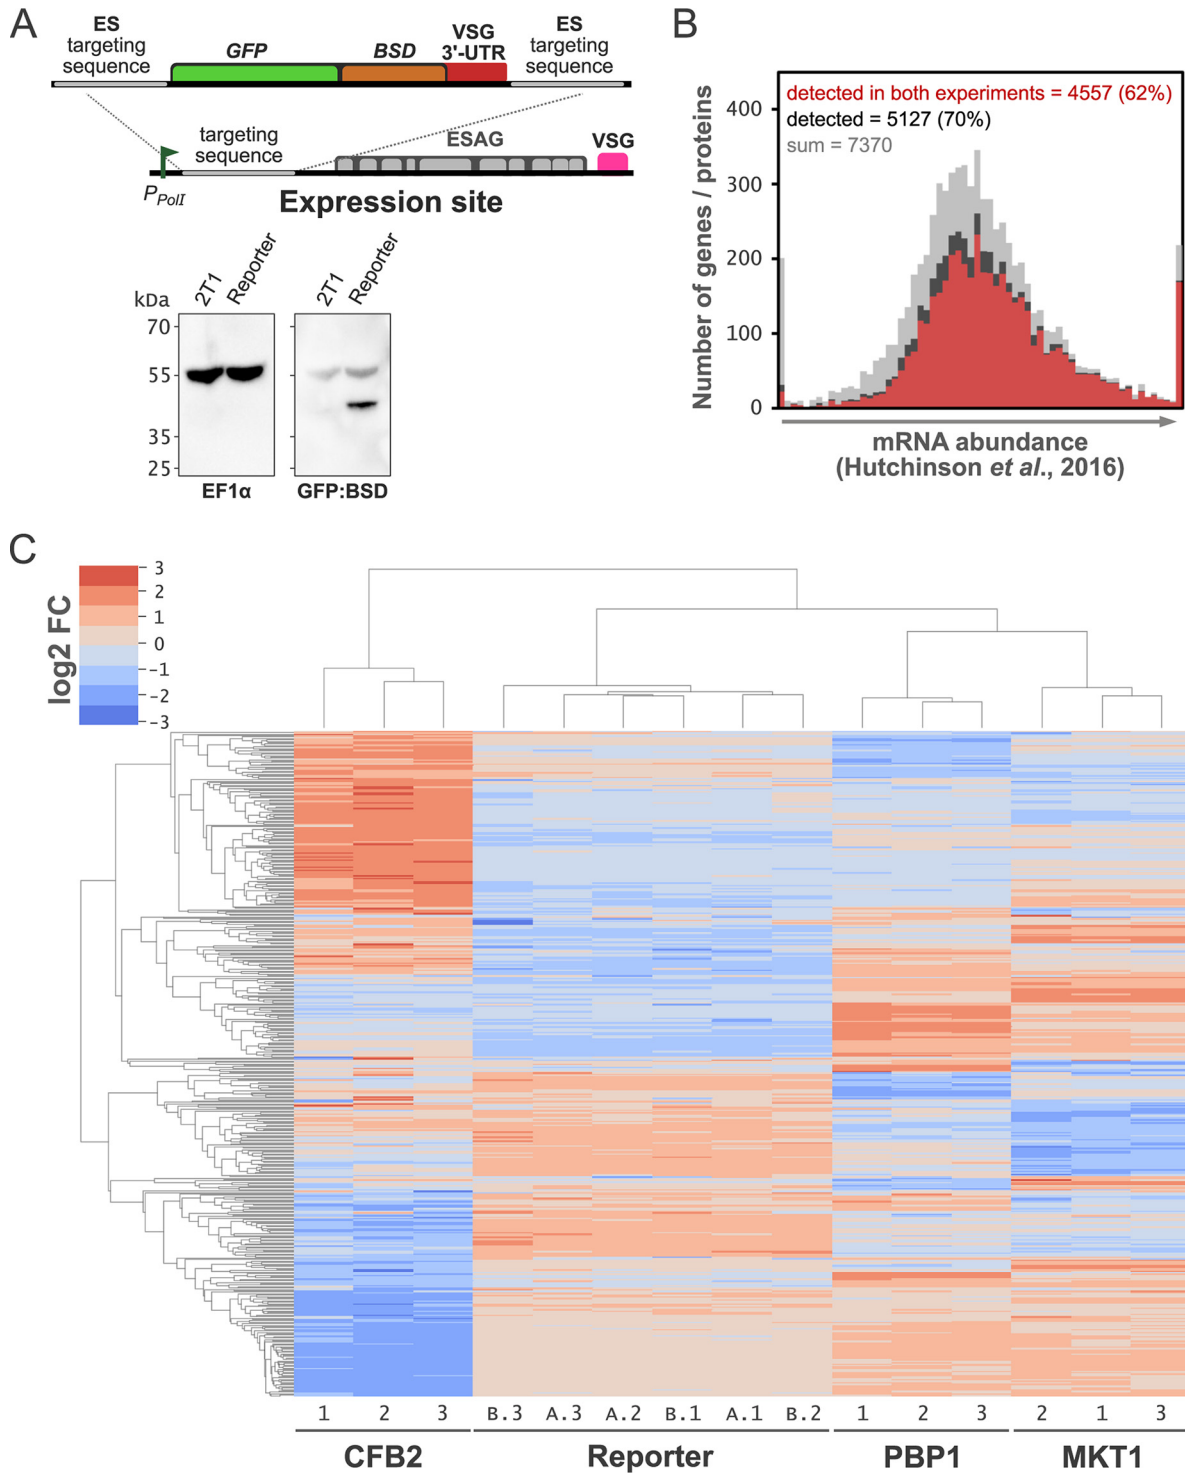 A
ES
targeting
sequence
GFP
BSD
VSG
3'-UTR
ES
targeting
sequence
targeting
sequence
ESAG
VSG
PPolI
Expression site
kDa
2T1
Reporter
2T1
Reporter
70
55
35
25
EF1α
GFP:BSD
B
detected in both experiments = 4557 (62%)
detected = 5127 (70%)
sum = 7370
Number of genes / proteins
400
300
200
100
0
mRNA abundance
(Hutchinson et al., 2016)
C
log2 FC
3
2
1
0
-1
-2
-3
1 2 3 B.3 A.3 A.2 B.1 A.1 B.2 1 2 3 2 1 3
CFB2 Reporter PBP1 MKT1